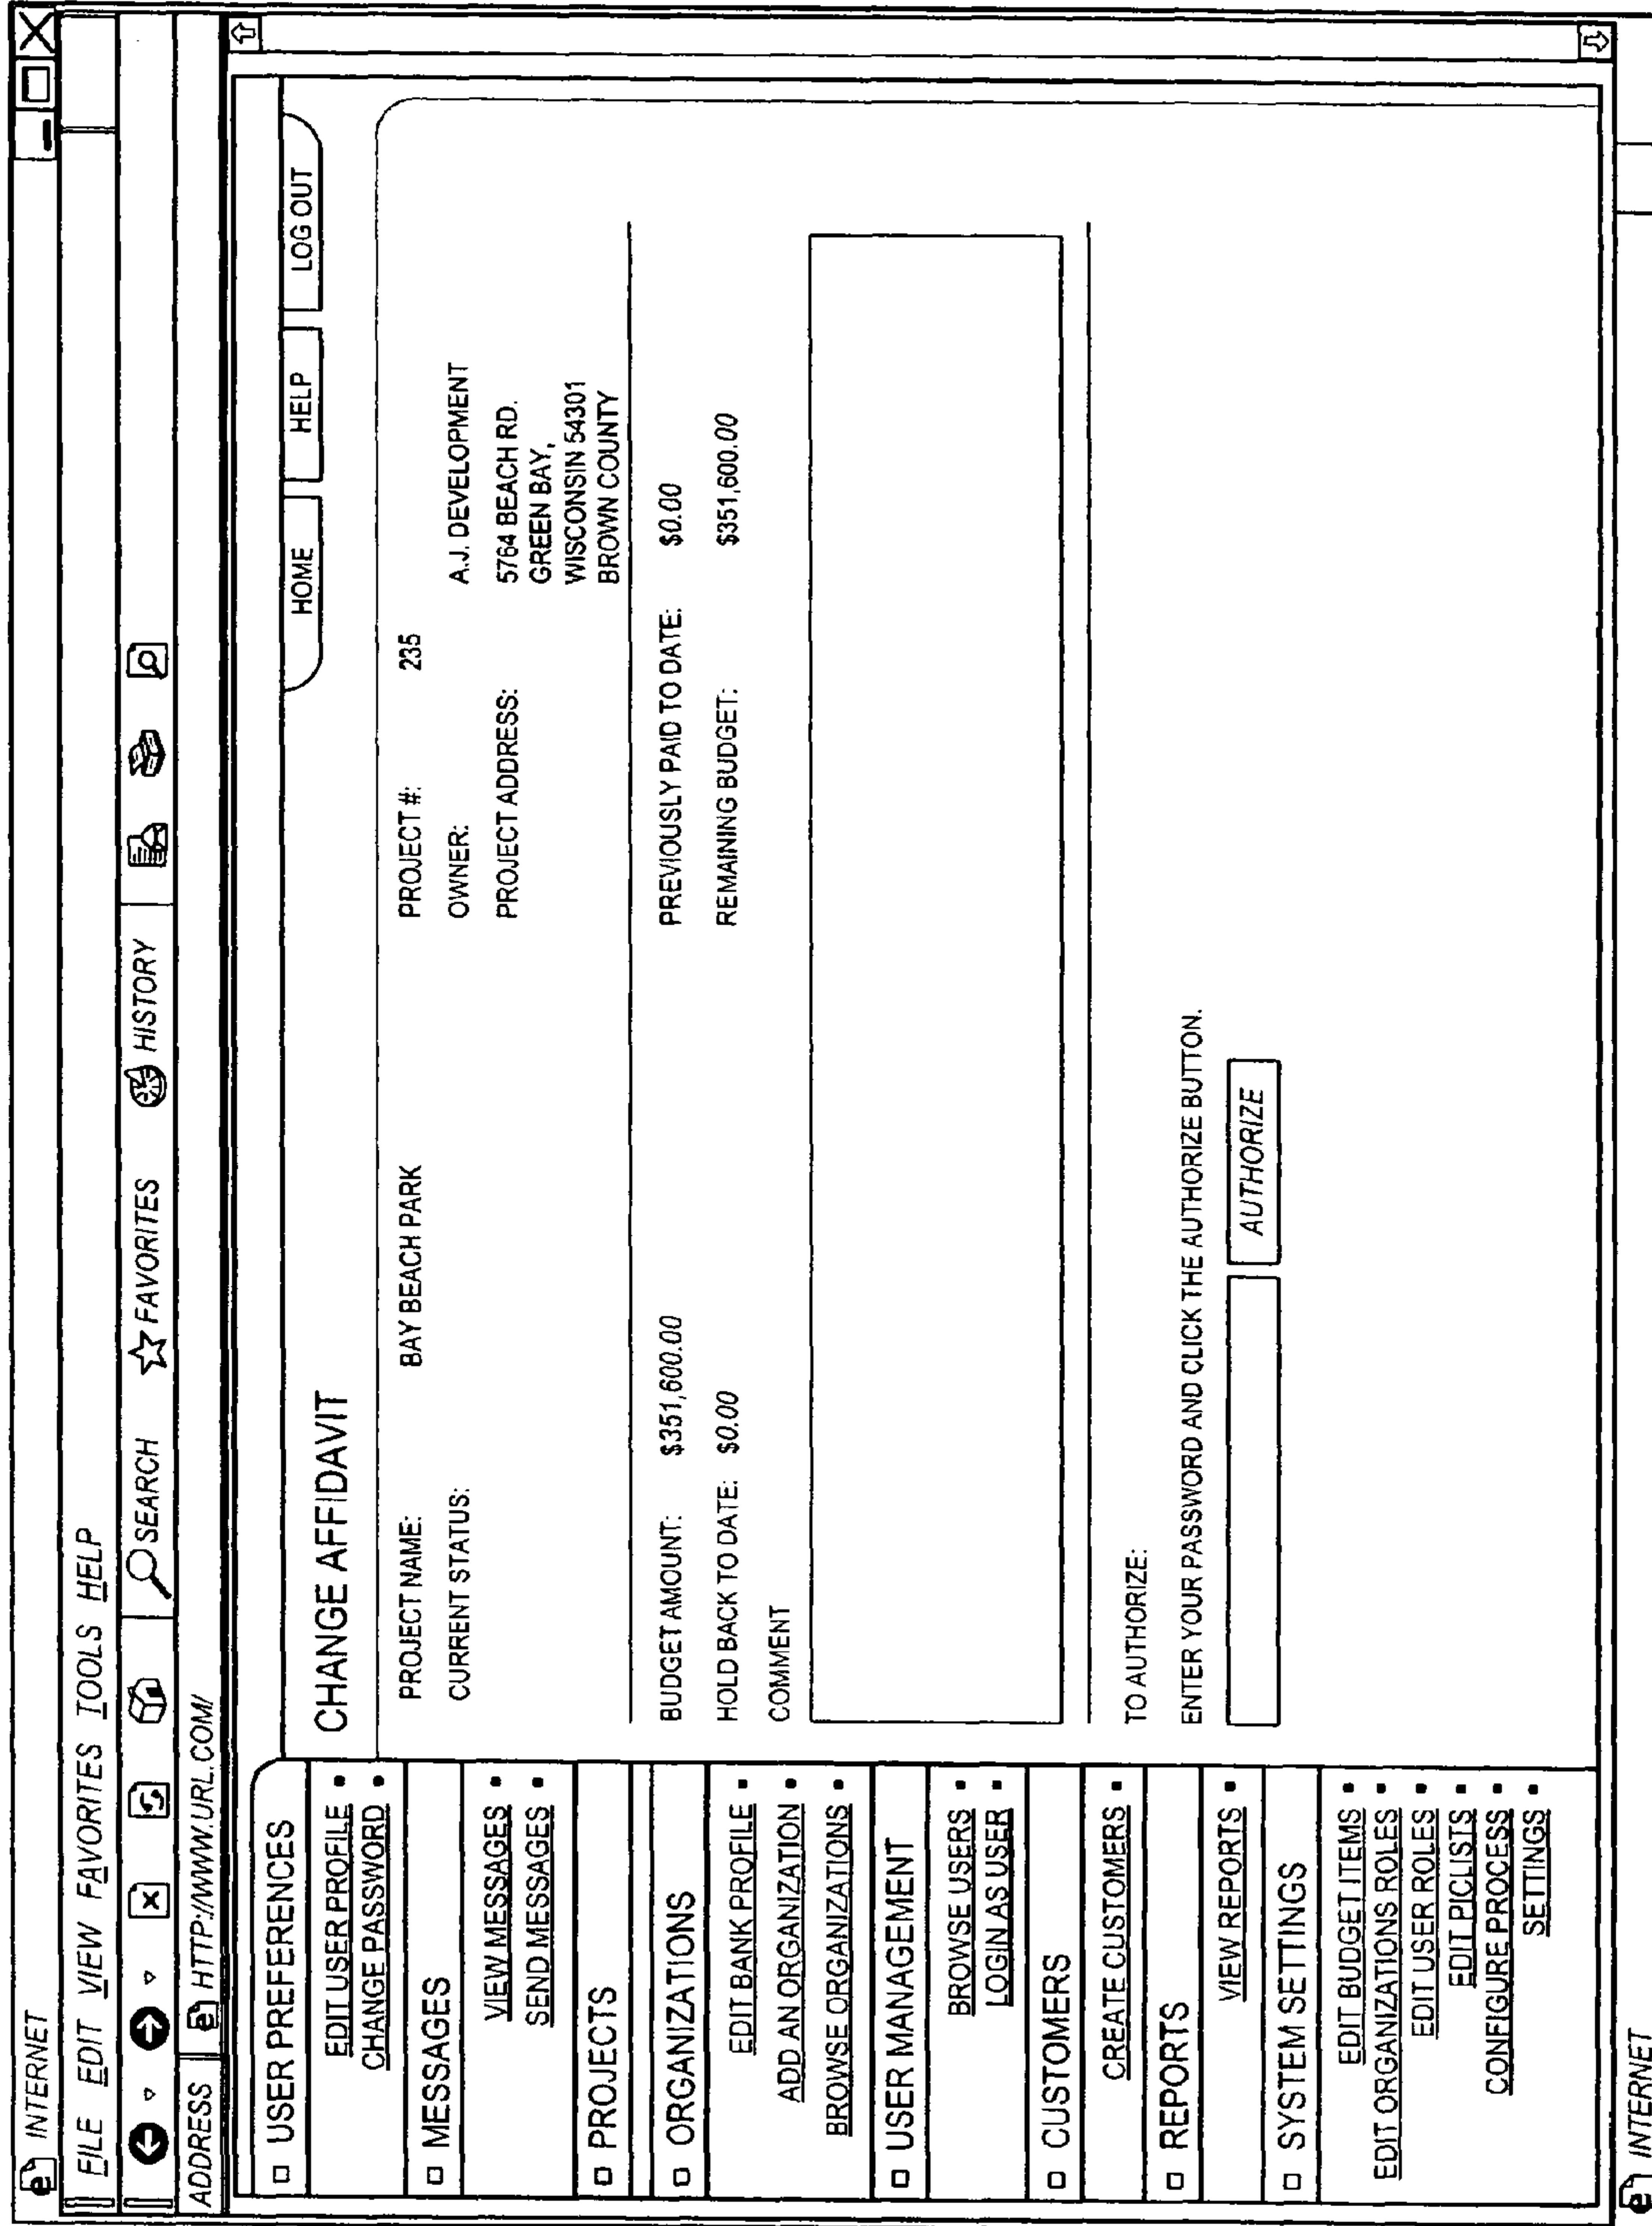 INTERNET
FILE EDIT VIEW FAVORITES TOOLS HELP
SEARCH FAVORITES HISTORY
ADDRESS HTTP://WWW.URL.COM/
USER PREFERENCES
EDIT USER PROFILE
CHANGE PASSWORD
MESSAGES
VIEW MESSAGES
SEND MESSAGES
PROJECTS
ORGANIZATIONS
EDIT BANK PROFILE
ADD AN ORGANIZATION
BROWSE ORGANIZATIONS
USER MANAGEMENT
BROWSE USERS
LOGIN AS USER
CUSTOMERS
CREATE CUSTOMERS
REPORTS
VIEW REPORTS
SYSTEM SETTINGS
EDIT BUDGET ITEMS
EDIT ORGANIZATIONS ROLES
EDIT USER ROLES
EDIT PICLISTS
CONFIGURE PROCESS
SETTINGS
HOME HELP LOG OUT
CHANGE AFFIDAVIT
PROJECT NAME: BAY BEACH PARK PROJECT #: 235
CURRENT STATUS: OWNER: A.J. DEVELOPMENT
PROJECT ADDRESS: 5764 BEACH RD.
GREEN BAY,
WISCONSIN 54301
BROWN COUNTY
BUDGET AMOUNT: $351,600.00 PREVIOUSLY PAID TO DATE: $0.00
HOLD BACK TO DATE: $0.00 REMAINING BUDGET: $351,600.00
COMMENT
TO AUTHORIZE:
ENTER YOUR PASSWORD AND CLICK THE AUTHORIZE BUTTON.
AUTHORIZE
INTERNET